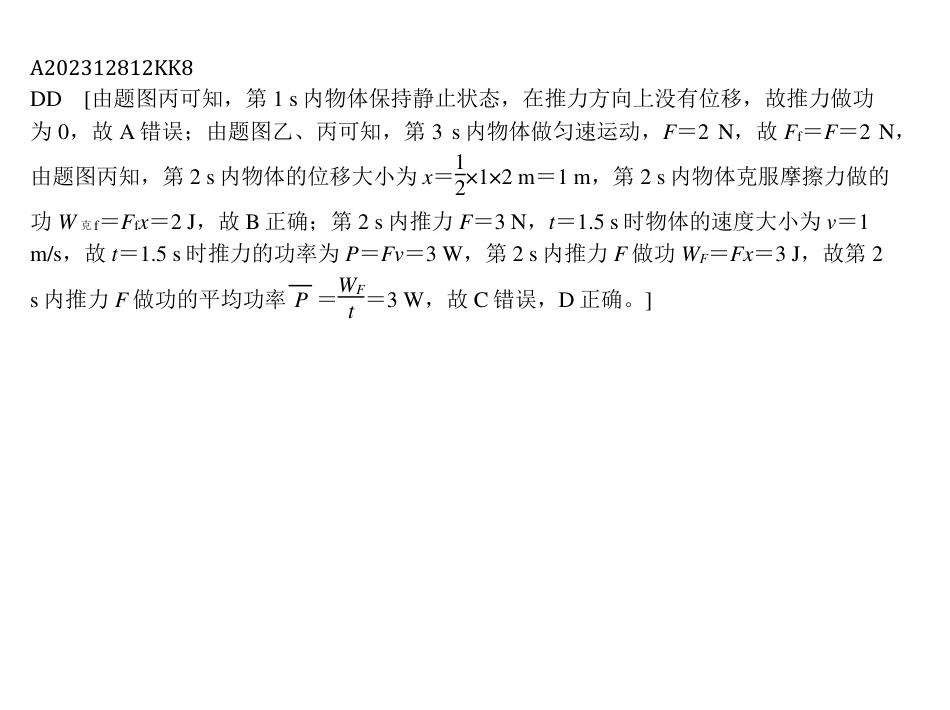 A202312812KK8
DD [由题图丙可知，第 1 s 内物体保持静止状态，在推力方向上没有位移，故推力做功
为 0，故 A 错误；由题图乙、丙可知，第 3 s 内物体做匀速运动，F＝2 N，故 Ff＝F＝2 N，
由题图丙知，第 2 s 内物体的位移大小为 x＝1/2×1×2 m＝1 m，第 2 s 内物体克服摩擦力做的
功 W克f＝Ffx＝2 J，故 B 正确；第 2 s 内推力 F＝3 N，t＝1.5 s 时物体的速度大小为 v＝1
m/s，故 t＝1.5 s 时推力的功率为 P＝Fv＝3 W，第 2 s 内推力 F 做功 WF＝Fx＝3 J，故第 2
s 内推力 F 做功的平均功率 P̅ ＝WF/t＝3 W，故 C 错误，D 正确。]